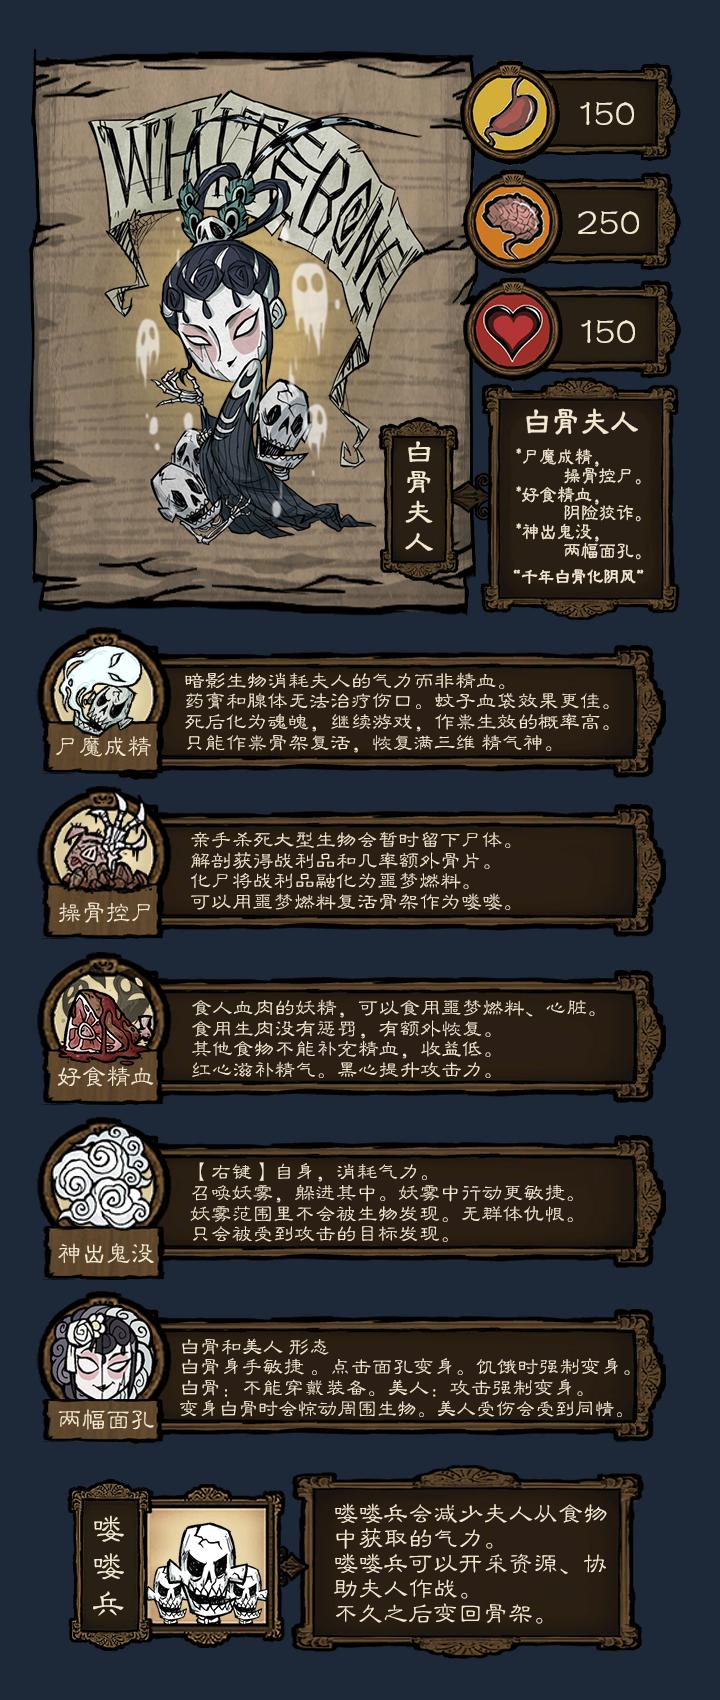 WHITEBONE
150
250
150
白骨夫人
白骨夫人
*尸魔成精，
操骨控尸。
*好食精血，
阴险狡诈。
*神出鬼没，
两幅面孔。
“千年白骨化阴风”
尸魔成精
暗影生物消耗夫人的气力而非精血。
药膏和腺体无法治疗伤口。蚊子血袋效果更佳。
死后化为魂魄，继续游戏，作祟生效的概率高。
只能作祟骨架复活，恢复满三维 精气神。
操骨控尸
亲手杀死大型生物会暂时留下尸体。
解剖获得战利品和几率额外骨片。
化尸将战利品融化为噩梦燃料。
可以用噩梦燃料复活骨架作为喽喽。
好食精血
食人血肉的妖精，可以食用噩梦燃料、心脏。
食用生肉没有惩罚，有额外恢复。
其他食物不能补充精血，收益低。
红心滋补精气。黑心提升攻击力。
神出鬼没
【右键】自身，消耗气力。
召唤妖雾，躲进其中。妖雾中行动更敏捷。
妖雾范围里不会被生物发现。无群体仇恨。
只会被受到攻击的目标发现。
两幅面孔
白骨和美人 形态
白骨身手敏捷 。点击面孔变身。饥饿时强制变身。
白骨：不能穿戴装备。美人：攻击强制变身。
变身白骨时会惊动周围生物。美人受伤会受到同情。
喽喽兵
喽喽兵会减少夫人从食物
中获取的气力。
喽喽兵可以开采资源、协
助夫人作战。
不久之后变回骨架。